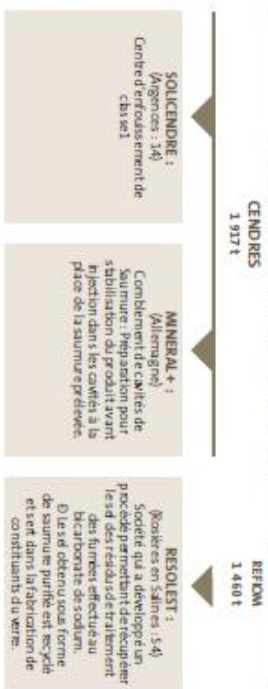 CENDRES
1 917 t
REFIOM
1 460 t
SOLICENDRE :
(Argences : 14)
Centre d'enfouissement de
classe1
MINERAL+ :
(Allemagne)
Comblement de cavités de
Saumure : Préparation pour
stabilisation du produit avant
injection dans les cavités à la
place de la saumure prélevée.
RESOLEST :
(Rosières en Salines : 54)
Société qui a développé un
procédé permettant de récupérer
le sel des résidus de traitement
des fumées effectué au
bicarbonate de sodium.
Le sel obtenu sous forme
de saumure purifié est recyclé
et sert dans la fabrication de
constituants du verre.